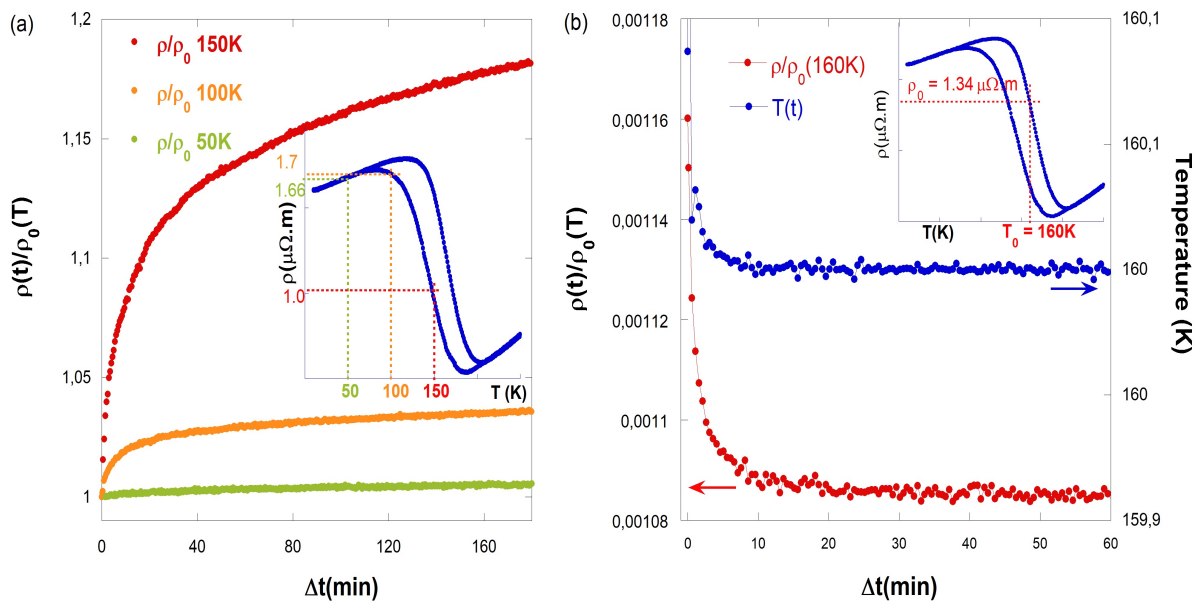 (a)
1,2
1,15
1,1
1,05
1
ρ(t)/ρ0(T)
ρ/ρ0 150K
ρ/ρ0 100K
ρ/ρ0 50K
1.7
1.66
1.0
ρ(μΩ.m)
50
100
150
T (K)
0
40
80
120
160
Δt(min)
(b)
0,00118
0,00116
0,00114
0,00112
0,0011
0,00108
ρ(t)/ρ0(T)
ρ/ρ0(160K)
T(t)
ρ(μΩ.m)
ρ0 = 1.34 μΩ.m
T(K)
T0 = 160K
160,1
160,1
160
160
159,9
Temperature (K)
0
10
20
30
40
50
60
Δt(min)